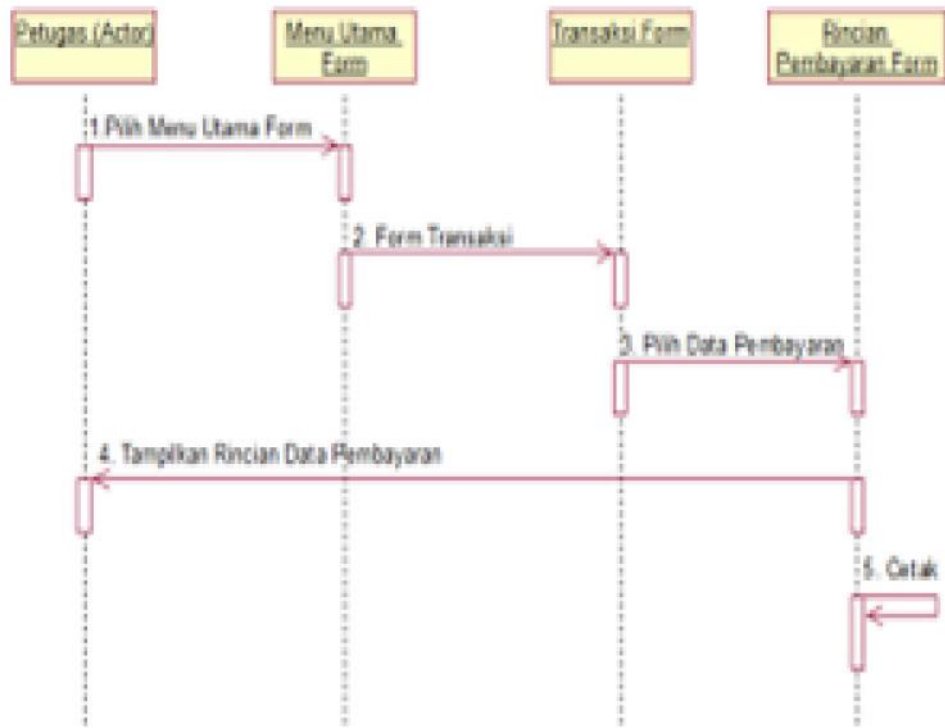 Petugas (Actor)
Menu Utama
Form
Transaksi Form
Rincian
Pembayaran Form
1.Pilih Menu Utama Form
2. Form Transaksi
3. Pilih Data Pembayaran
4. Tampilkan Rincian Data Pembayaran
5. Cetak